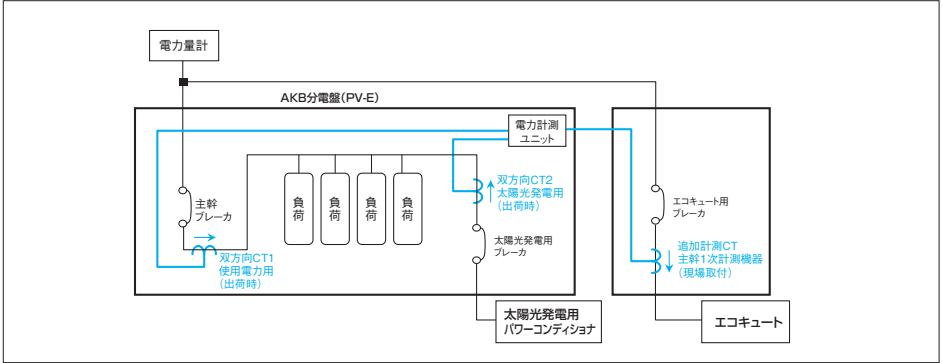 電力量計
AKB分電盤(PV-E)
電力計測
ユニット
双方向CT2
太陽光発電用
(出荷時)
負荷
負荷
負荷
負荷
主幹
ブレーカ
エコキュート用
ブレーカ
太陽光発電用
ブレーカ
追加計測CT
主幹1次計測機器
(現場取付)
双方向CT1
使用電力用
(出荷時)
太陽光発電用
パワーコンディショナ
エコキュート